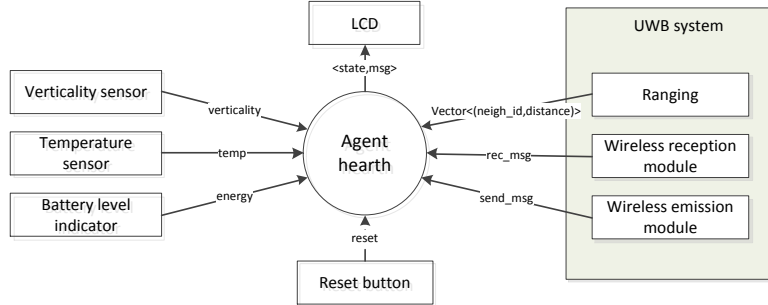 LCD
UWB system
<state,msg>
Verticality sensor
verticality
Vector<(neigh_id,distance)>
Ranging
Temperature
sensor
temp
Agent
hearth
rec_msg
Wireless reception
module
Battery level
indicator
energy
send_msg
Wireless emission
module
reset
Reset button